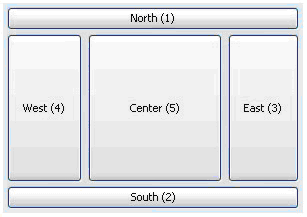 North (1)
West (4)
Center (5)
East (3)
South (2)